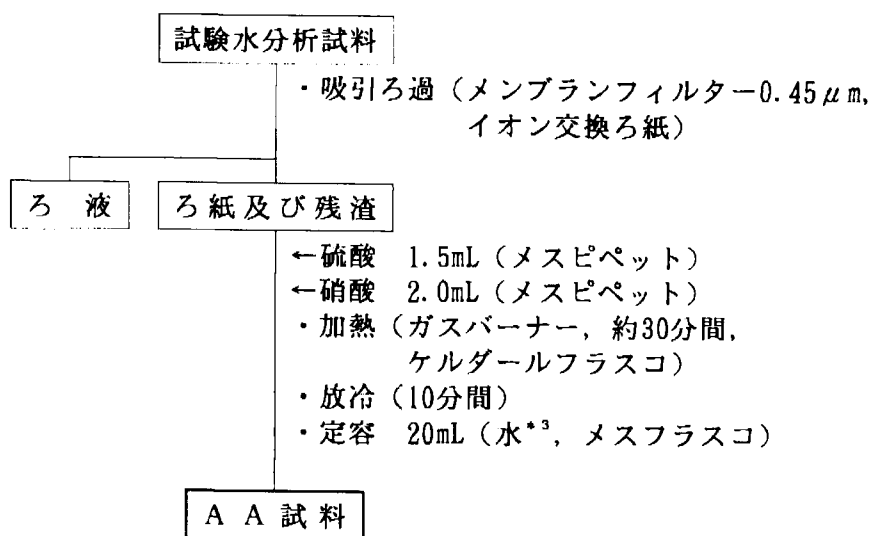 試験水分析試料
・吸引ろ過（メンブランフィルター0.45μm,
イオン交換ろ紙）
ろ 液
ろ紙及び残渣
←硫酸 1.5mL（メスピペット）
←硝酸 2.0mL（メスピペット）
・加熱（ガスバーナー, 約30分間,
ケルダールフラスコ）
・放冷（10分間）
・定容 20mL（水*3, メスフラスコ）
ＡＡ試料